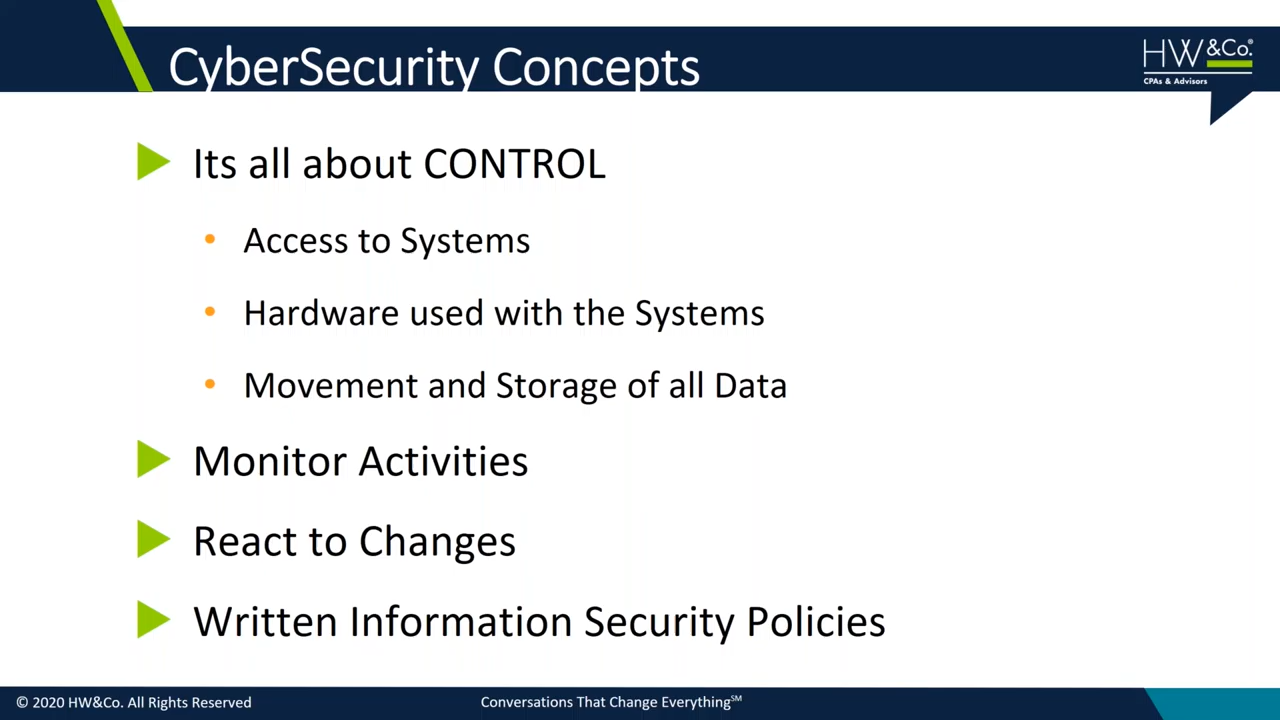 CyberSecurity Concepts
HW&Co.®
CPAs & Advisors
Its all about CONTROL
• Access to Systems
• Hardware used with the Systems
• Movement and Storage of all Data
Monitor Activities
React to Changes
Written Information Security Policies
© 2020 HW&Co. All Rights Reserved
Conversations That Change Everything℠